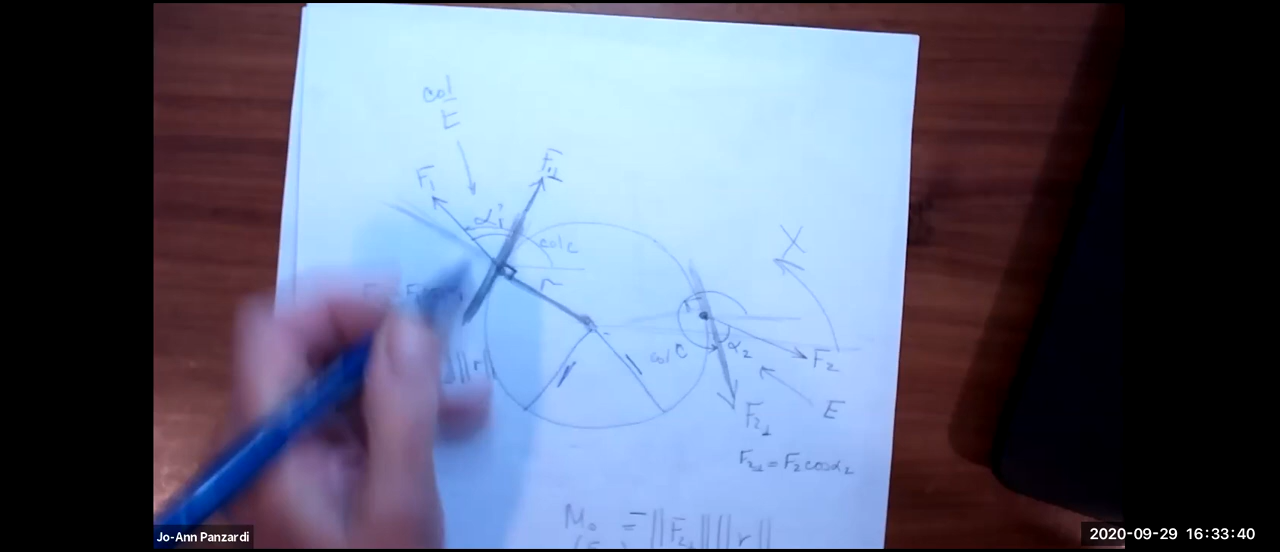 col
E
F₁
F₁⊥
α₁
col C
r
X
col C
α₂
F₂
E
F₂⊥
F₂⊥ = F₂ cos α₂
‖r‖
M₀ = -‖F₂⊥‖‖r‖
Jo-Ann Panzardi
2020-09-29 16:33:40